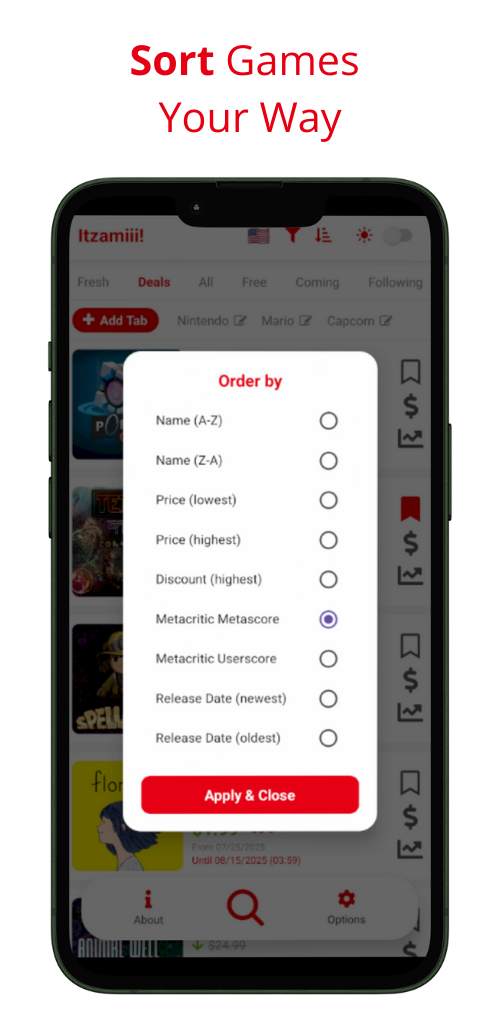 Sort Games
Your Way
Itzamiii!
Fresh Deals All Free Coming Following
Add Tab Nintendo Mario Capcom
Order by
Name (A-Z)
Name (Z-A)
Price (lowest)
Price (highest)
Discount (highest)
Metacritic Metascore
Metacritic Userscore
Release Date (newest)
Release Date (oldest)
Apply & Close
From 07/25/2025
Until 08/15/2025 (03:59)
About Options
ANIMAL WELL
$24.99